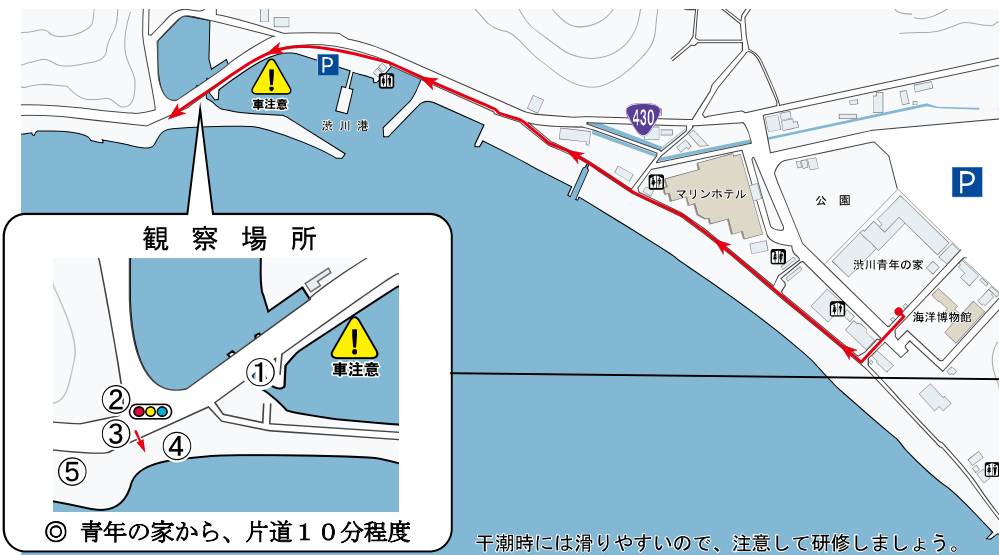 P
車注意
渋川港
430
マリンホテル
公園
P
渋川青年の家
海洋博物館
観察場所
車注意
①
②
③
④
⑤
◎ 青年の家から、片道１０分程度
干潮時には滑りやすいので、注意して研修しましょう。